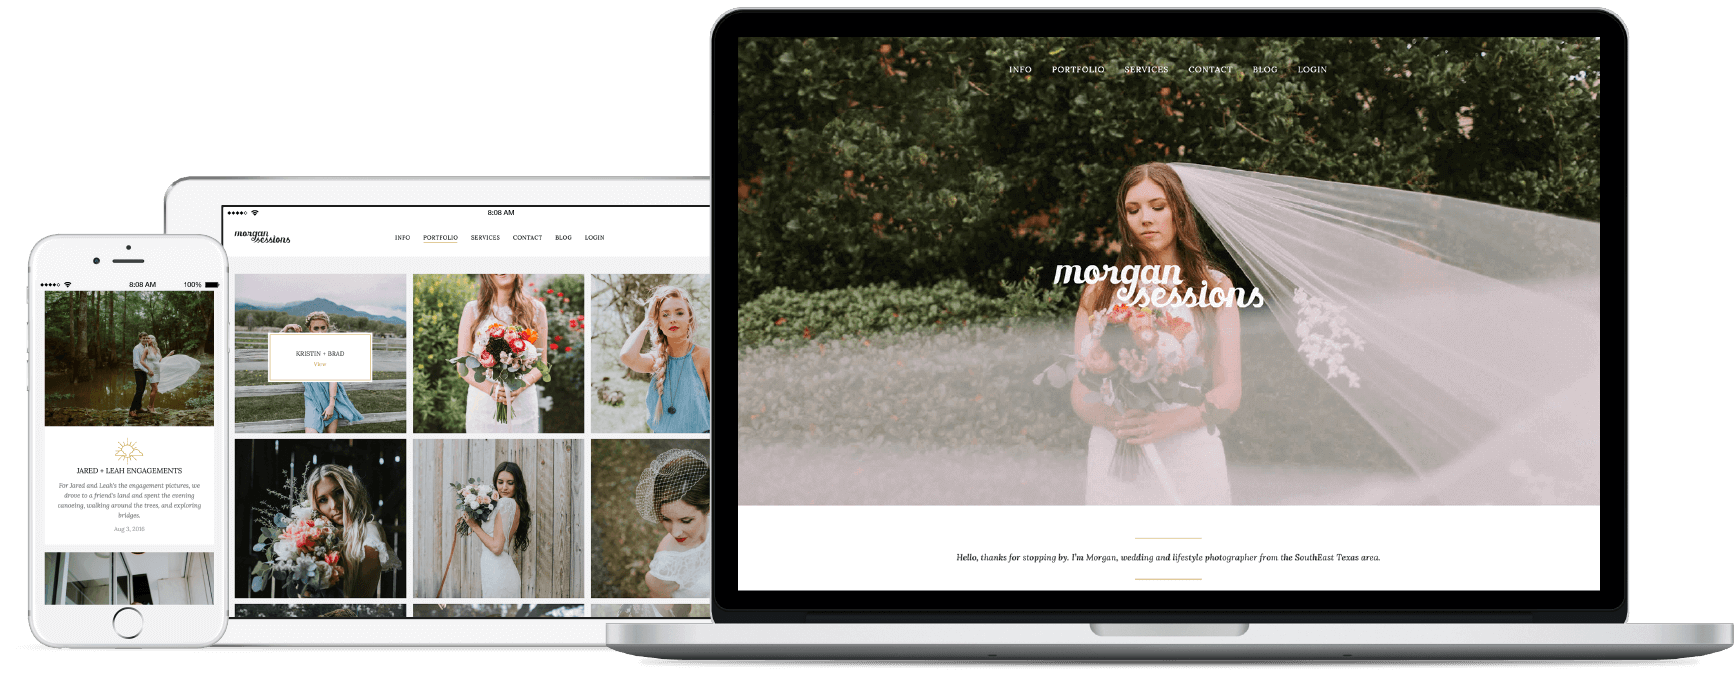 8:08 AM 100%
JARED + LEAH ENGAGEMENTS
For Jared and Leah's the engagement pictures, we
drove to a friend's land and spent the evening
canoeing, walking around the trees, and exploring
bridges.
Aug 3, 2016
8:08 AM
morgan
sessions
INFO PORTFOLIO SERVICES CONTACT BLOG LOGIN
KRISTIN + BRAD
View
INFO PORTFOLIO SERVICES CONTACT BLOG LOGIN
morgan
sessions
Hello, thanks for stopping by. I'm Morgan, wedding and lifestyle photographer from the SouthEast Texas area.